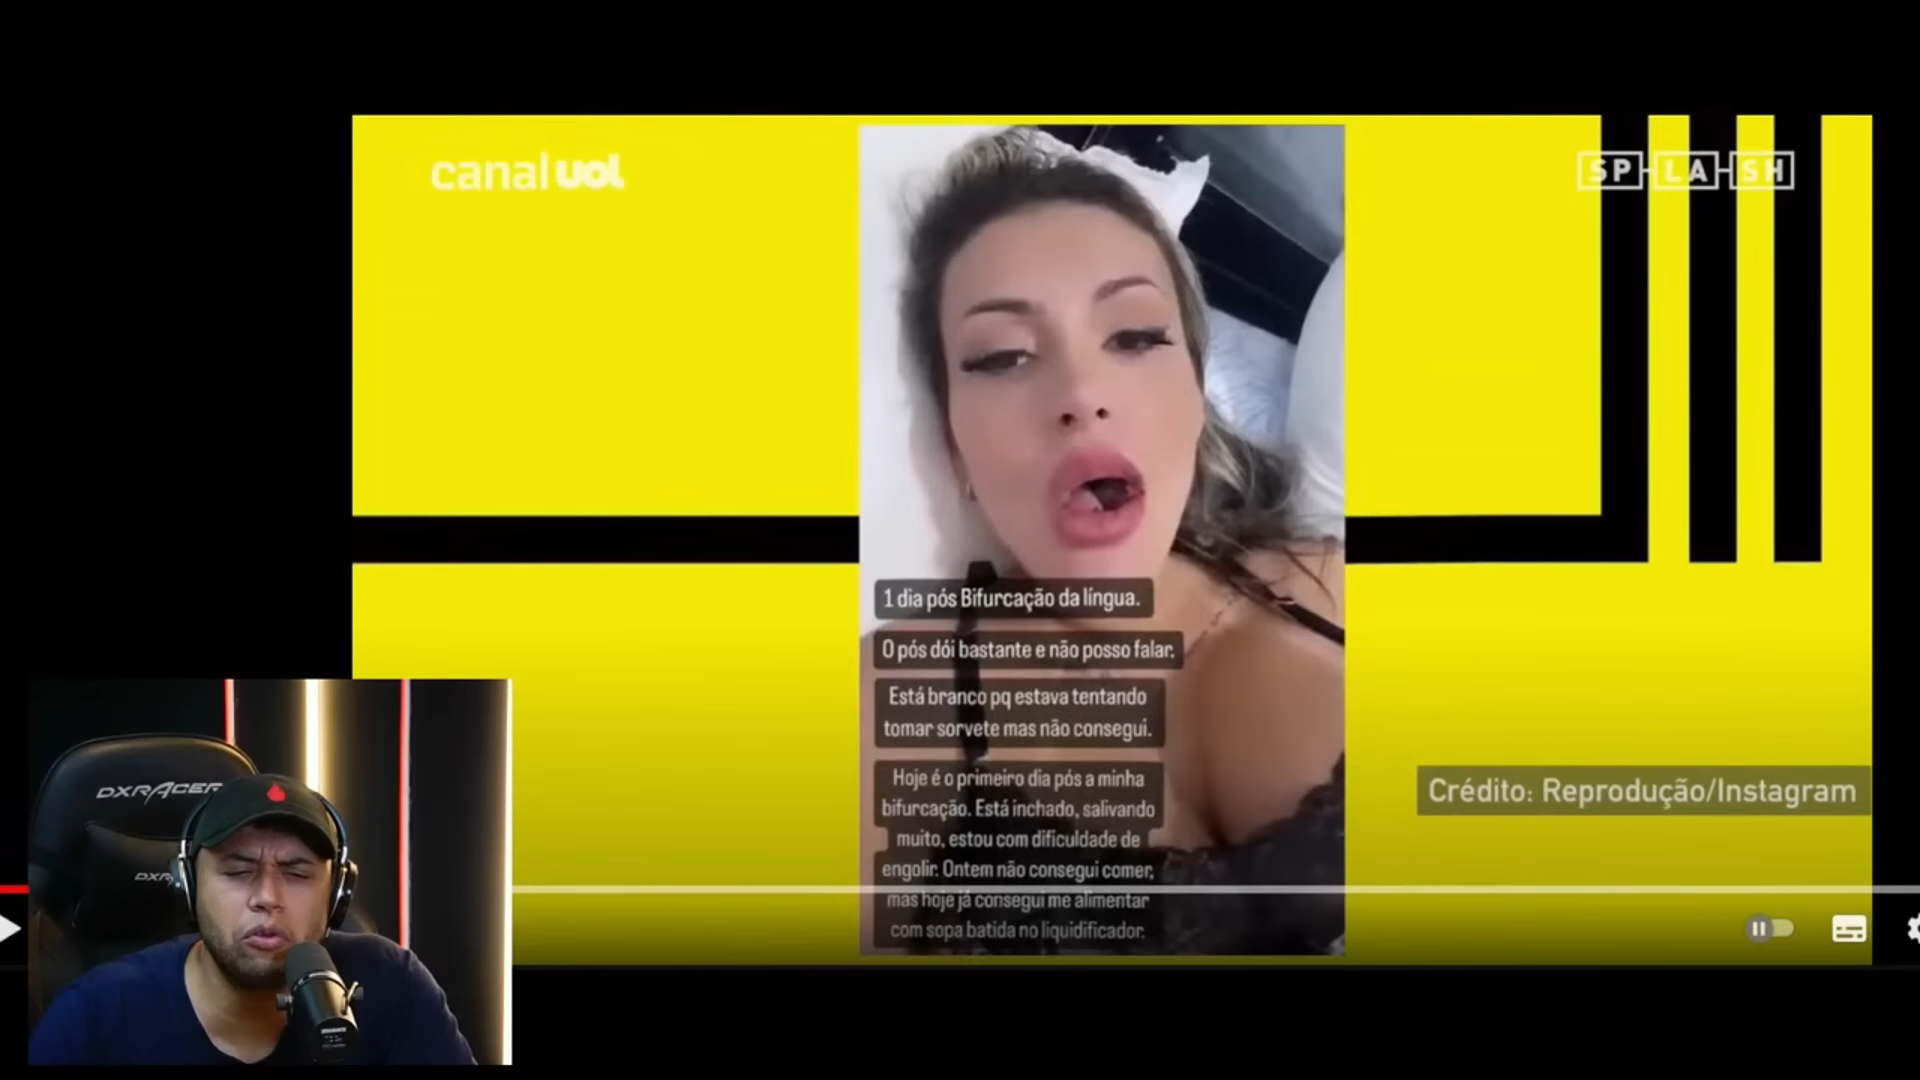 canal uol
SPLASH
1 dia pós Bifurcação da língua.
O pós dói bastante e não posso falar.
Está branco pq estava tentando
tomar sorvete mas não consegui.
Hoje é o primeiro dia pós a minha
bifurcação. Está inchado, salivando
muito, estou com dificuldade de
engolir. Ontem não consegui comer,
mas hoje já consegui me alimentar
com sopa batida no liquidificador.
Crédito: Reprodução/Instagram
DXRACER